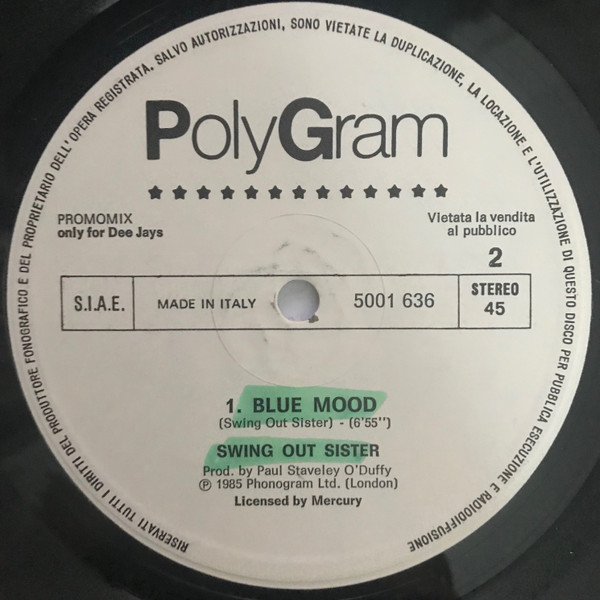 RISERVATI TUTTI I DIRITTI DEL PRODUTTORE FONOGRAFICO E DEL PROPRIETARIO DELL'OPERA REGISTRATA. SALVO AUTORIZZAZIONI, SONO VIETATE LA DUPLICAZIONE, LA LOCAZIONE E L'UTILIZZAZIONE DI QUESTO DISCO PER PUBBLICA ESECUZIONE E RADIODIFFUSIONE
PolyGram
PROMOMIX
only for Dee Jays
Vietata la vendita
al pubblico
2
S.I.A.E.
MADE IN ITALY
5001 636
STEREO
45
1. BLUE MOOD
(Swing Out Sister) - (6'55")
SWING OUT SISTER
Prod. by Paul Staveley O'Duffy
℗ 1985 Phonogram Ltd. (London)
Licensed by Mercury